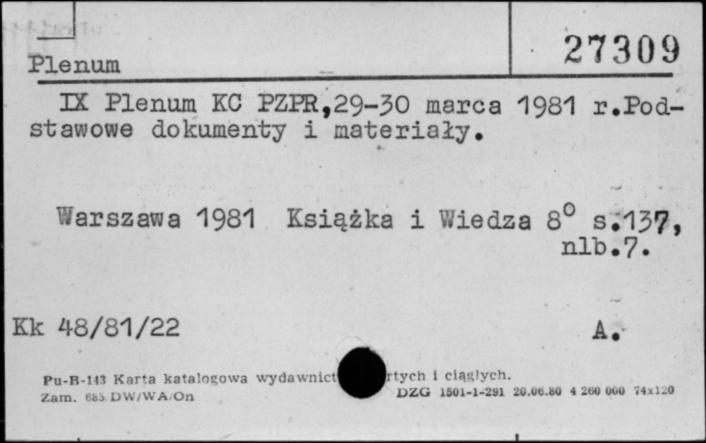 27309
Plenum
IX Plenum KC PZPR,29-30 marca 1981 r.Pod-
stawowe dokumenty i materiały.
Warszawa 1981 Książka i Wiedza 8⁰ s.137,
nlb.7.
Kk 48/81/22 A.
Pu-B-143 Karta katalogowa wydawnict rtych i ciągłych.
Zam. 685 DW/WA/On DZG 1501-1-291 20.06.80 4 260 000 74x120